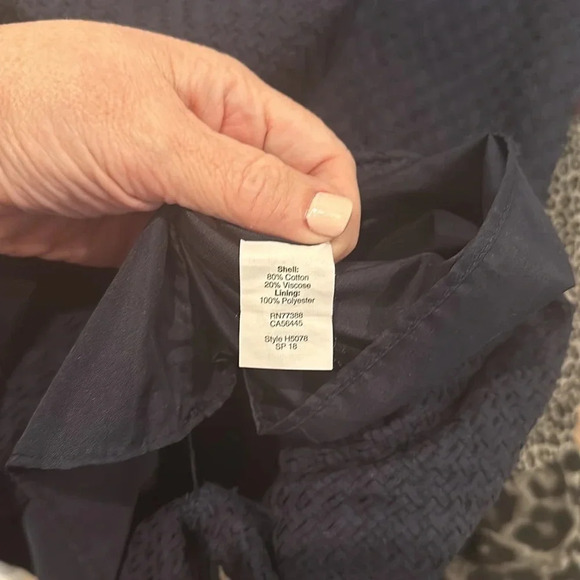 Shell:
80% Cotton
20% Viscose
Lining:
100% Polyester
RN77388
CA56445
Style H5078
SP 18